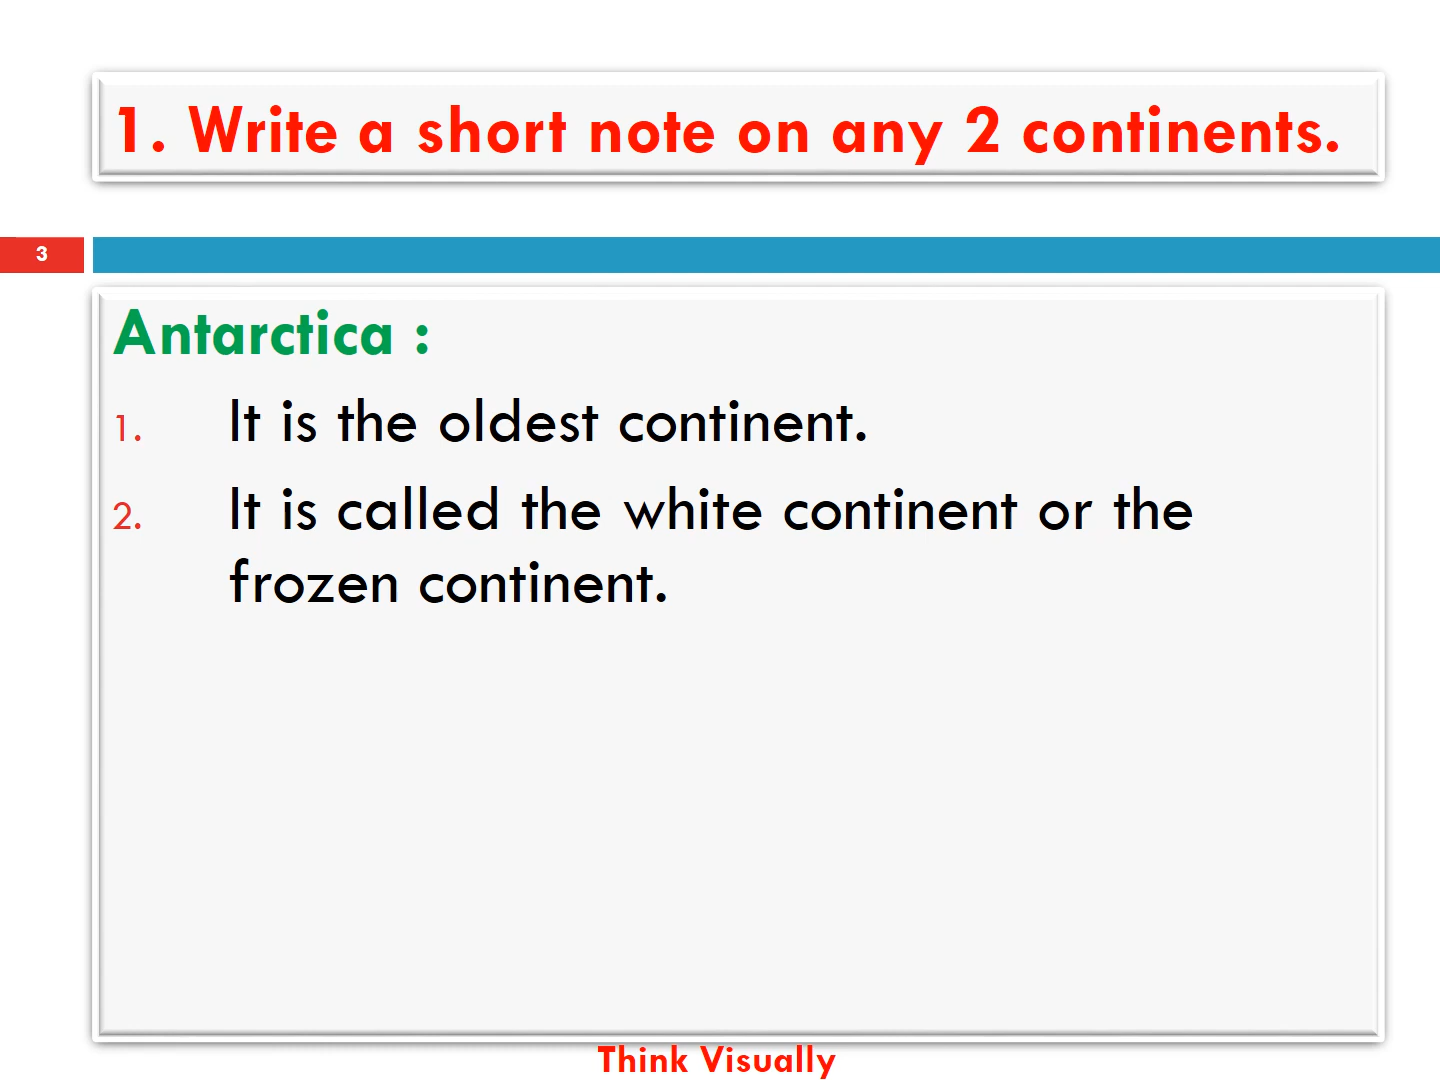 1. Write a short note on any 2 continents.
3
Antarctica :
1. It is the oldest continent.
2. It is called the white continent or the
frozen continent.
Think Visually